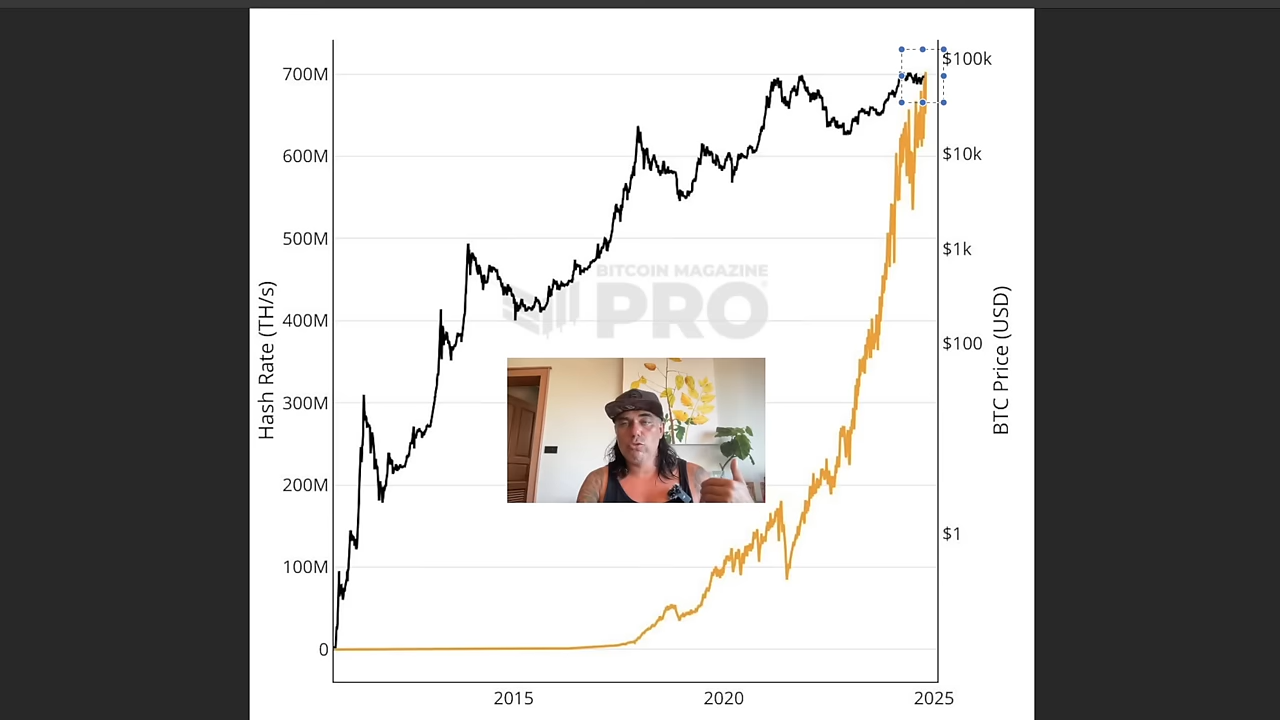 700M
600M
500M
400M
300M
200M
100M
0
Hash Rate (TH/s)
BITCOIN MAGAZINE
PRO
$100k
$10k
$1k
$100
$1
BTC Price (USD)
2015
2020
2025